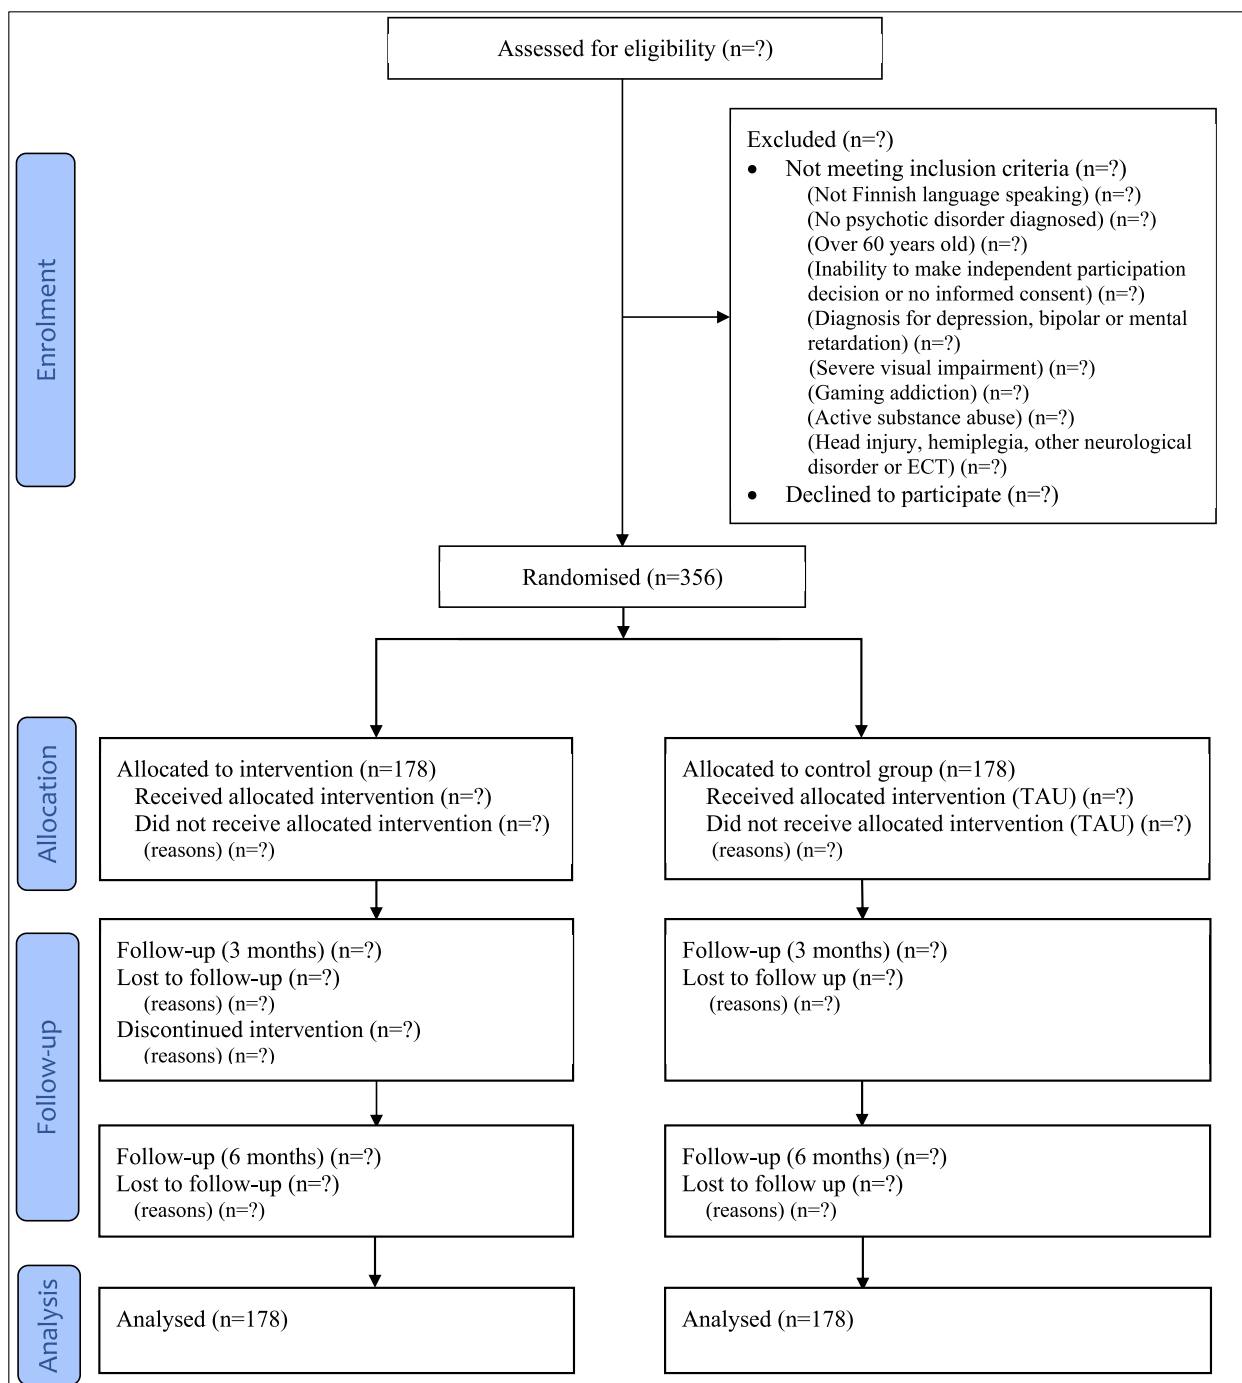 Assessed for eligibility (n=?)
Enrolment
Excluded (n=?)
• Not meeting inclusion criteria (n=?)
(Not Finnish language speaking) (n=?)
(No psychotic disorder diagnosed) (n=?)
(Over 60 years old) (n=?)
(Inability to make independent participation
decision or no informed consent) (n=?)
(Diagnosis for depression, bipolar or mental
retardation) (n=?)
(Severe visual impairment) (n=?)
(Gaming addiction) (n=?)
(Active substance abuse) (n=?)
(Head injury, hemiplegia, other neurological
disorder or ECT) (n=?)
• Declined to participate (n=?)
Randomised (n=356)
Allocation
Allocated to intervention (n=178)
Received allocated intervention (n=?)
Did not receive allocated intervention (n=?)
(reasons) (n=?)
Allocated to control group (n=178)
Received allocated intervention (TAU) (n=?)
Did not receive allocated intervention (TAU) (n=?)
(reasons) (n=?)
Follow-up
Follow-up (3 months) (n=?)
Lost to follow-up (n=?)
(reasons) (n=?)
Discontinued intervention (n=?)
(reasons) (n=?)
Follow-up (3 months) (n=?)
Lost to follow up (n=?)
(reasons) (n=?)
Follow-up (6 months) (n=?)
Lost to follow-up (n=?)
(reasons) (n=?)
Follow-up (6 months) (n=?)
Lost to follow up (n=?)
(reasons) (n=?)
Analysis
Analysed (n=178)
Analysed (n=178)